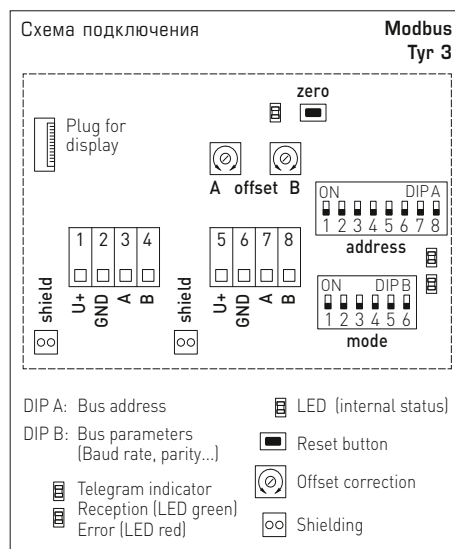 Схема подключения
Modbus
Tyr 3
zero
Plug for
display
A offset B
ON DIP A
1 2 3 4 5 6 7 8
address
1 2 3 4
U+ GND A B
shield
5 6 7 8
U+ GND A B
shield
ON DIP B
1 2 3 4 5 6
mode
DIP A: Bus address
DIP B: Bus parameters
(Baud rate, parity...)
Telegram indicator
Reception (LED green)
Error (LED red)
LED (internal status)
Reset button
Offset correction
Shielding